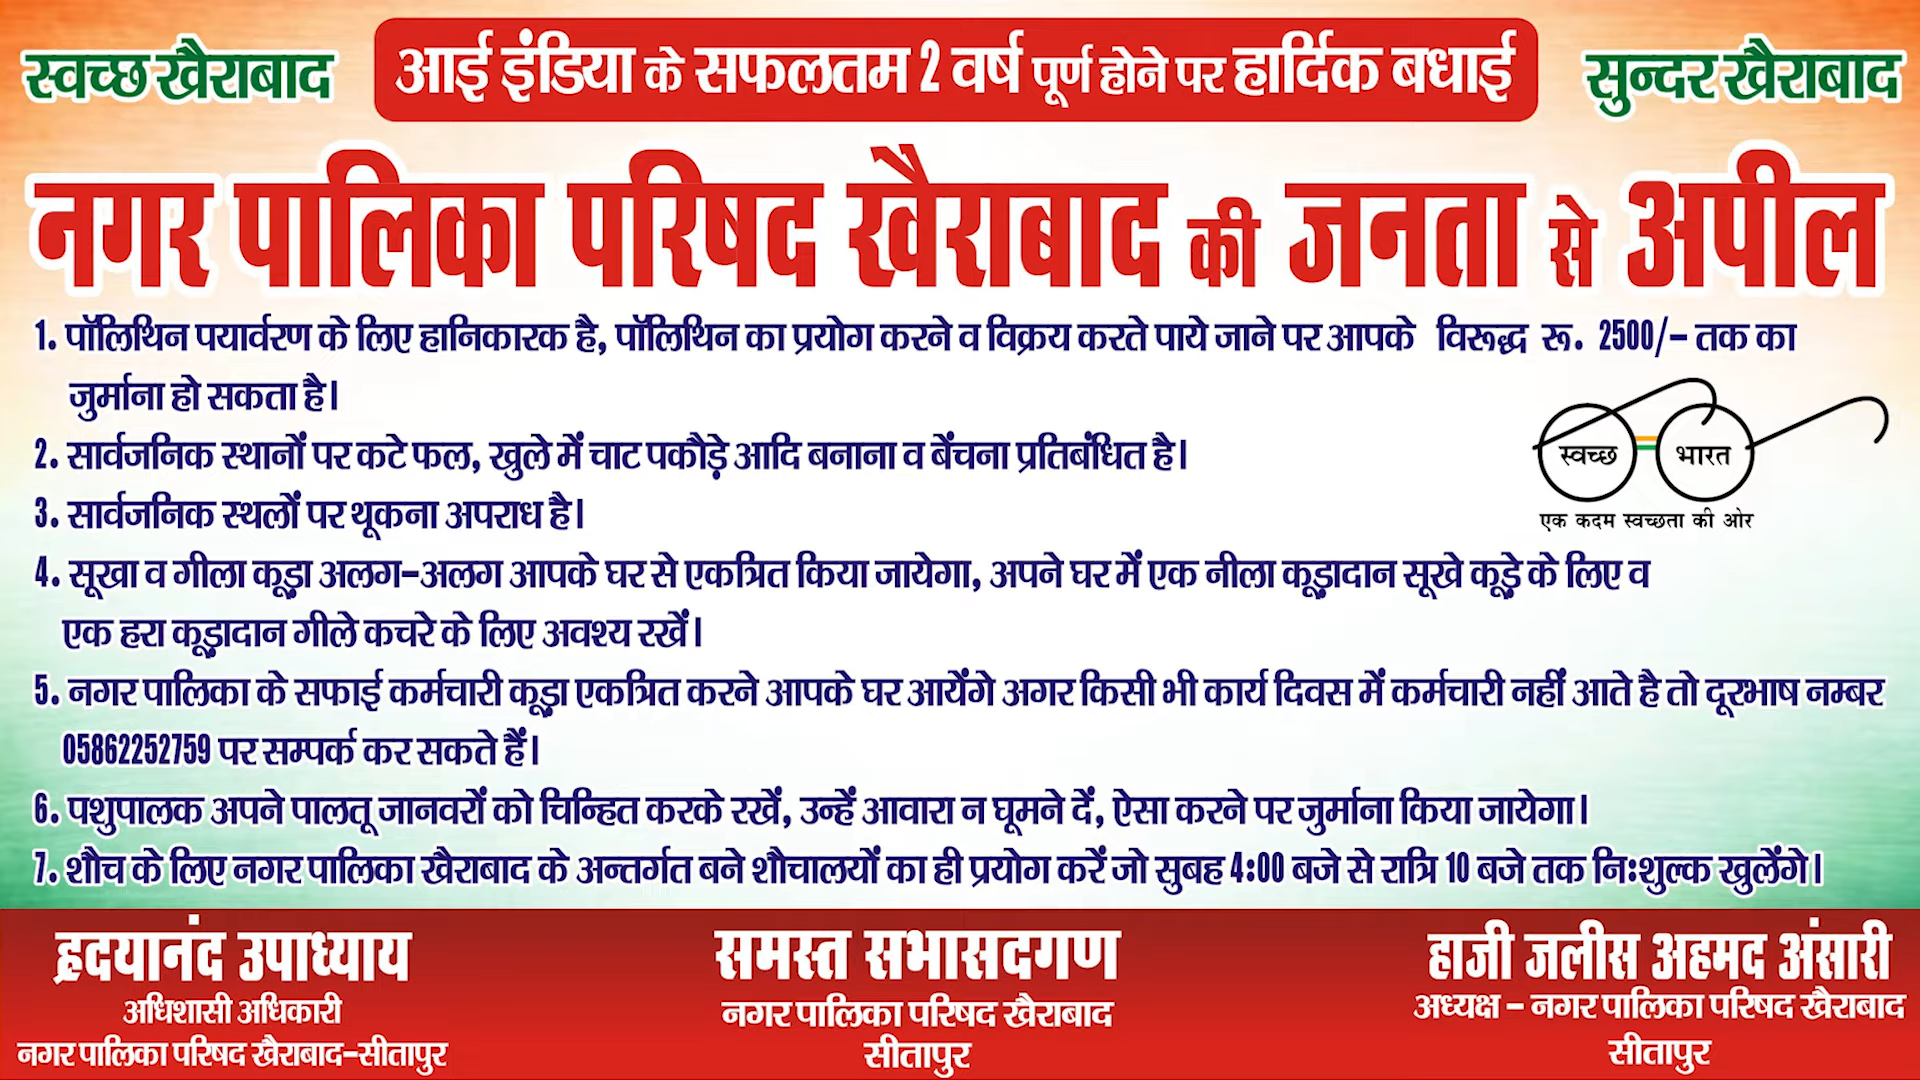 स्वच्छ खैराबाद
आई इंडिया के सफलतम 2 वर्ष पूर्ण होने पर हार्दिक बधाई
सुन्दर खैराबाद
नगर पालिका परिषद खैराबाद की जनता से अपील
1. पॉलिथिन पयार्वरण के लिए हानिकारक है, पॉलिथिन का प्रयोग करने व विक्रय करते पाये जाने पर आपके विरूद्ध रू. 2500/- तक का
जुर्माना हो सकता है।
2. सार्वजनिक स्थानों पर कटे फल, खुले में चाट पकौड़े आदि बनाना व बेंचना प्रतिबंधित है।
3. सार्वजनिक स्थलों पर थूकना अपराध है।
4. सूखा व गीला कूड़ा अलग-अलग आपके घर से एकत्रित किया जायेगा, अपने घर में एक नीला कूड़ादान सूखे कूड़े के लिए व
एक हरा कूड़ादान गीले कचरे के लिए अवश्य रखें।
5. नगर पालिका के सफाई कर्मचारी कूड़ा एकत्रित करने आपके घर आयेंगे अगर किसी भी कार्य दिवस में कर्मचारी नहीं आते है तो दूरभाष नम्बर
05862252759 पर सम्पर्क कर सकते हैं।
6. पशुपालक अपने पालतू जानवरों को चिन्हित करके रखें, उन्हें आवारा न घूमने दें, ऐसा करने पर जुर्माना किया जायेगा।
7. शौच के लिए नगर पालिका खैराबाद के अन्तर्गत बने शौचालयों का ही प्रयोग करें जो सुबह 4:00 बजे से रात्रि 10 बजे तक निःशुल्क खुलेंगे।
स्वच्छ भारत
एक कदम स्वच्छता की ओर
हृदयानंद उपाध्याय
अधिशासी अधिकारी
नगर पालिका परिषद खैराबाद-सीतापुर
समस्त सभासदगण
नगर पालिका परिषद खैराबाद
सीतापुर
हाजी जलीस अहमद अंसारी
अध्यक्ष - नगर पालिका परिषद खैराबाद
सीतापुर